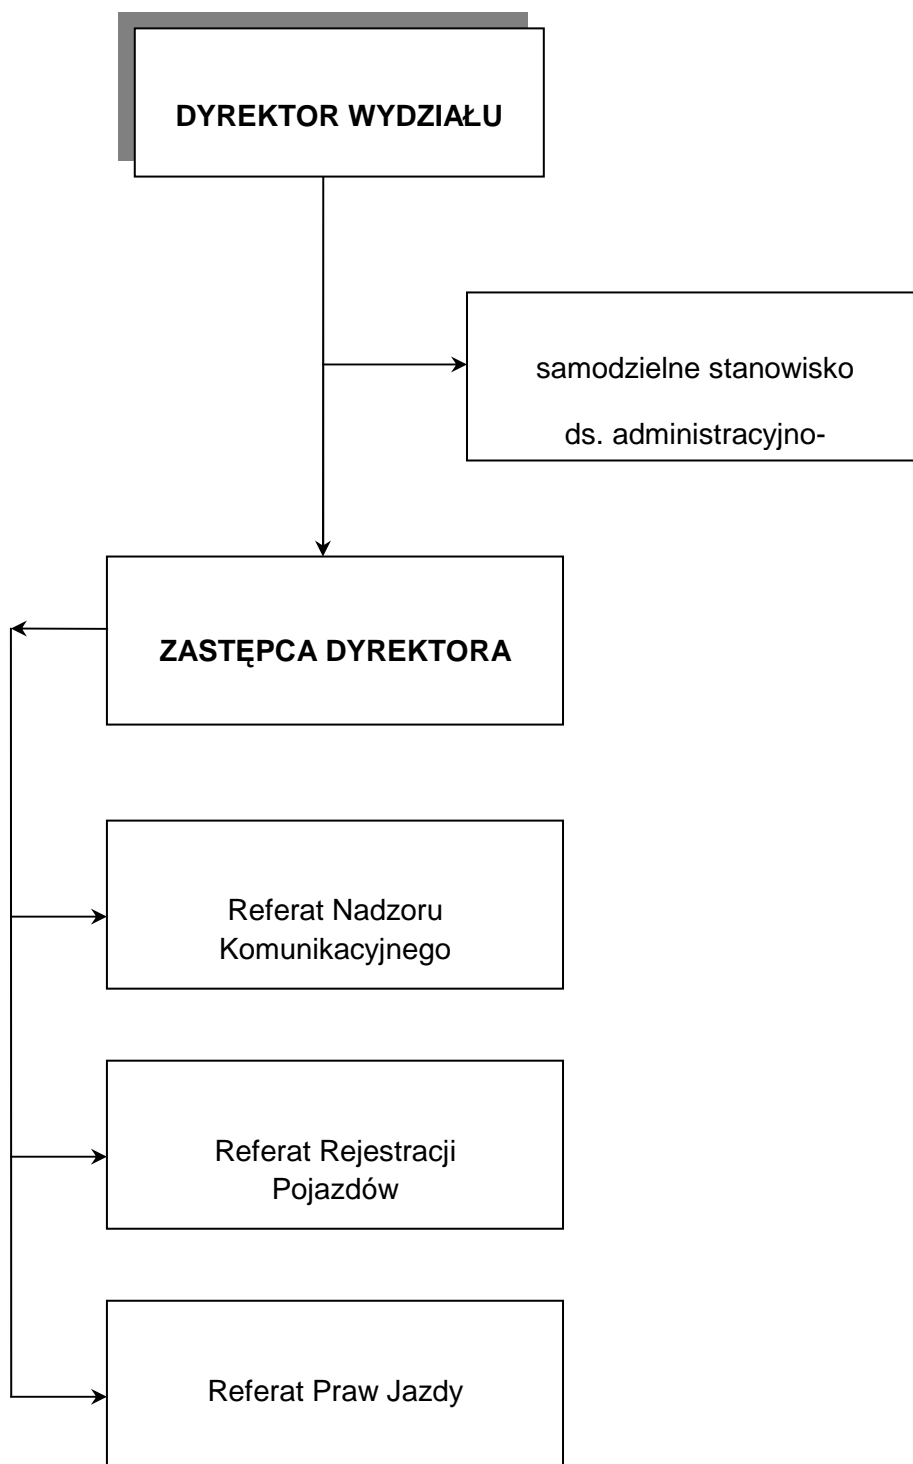 DYREKTOR WYDZIAŁU
samodzielne stanowisko
ds. administracyjno-
ZASTĘPCA DYREKTORA
Referat Nadzoru
Komunikacyjnego
Referat Rejestracji
Pojazdów
Referat Praw Jazdy